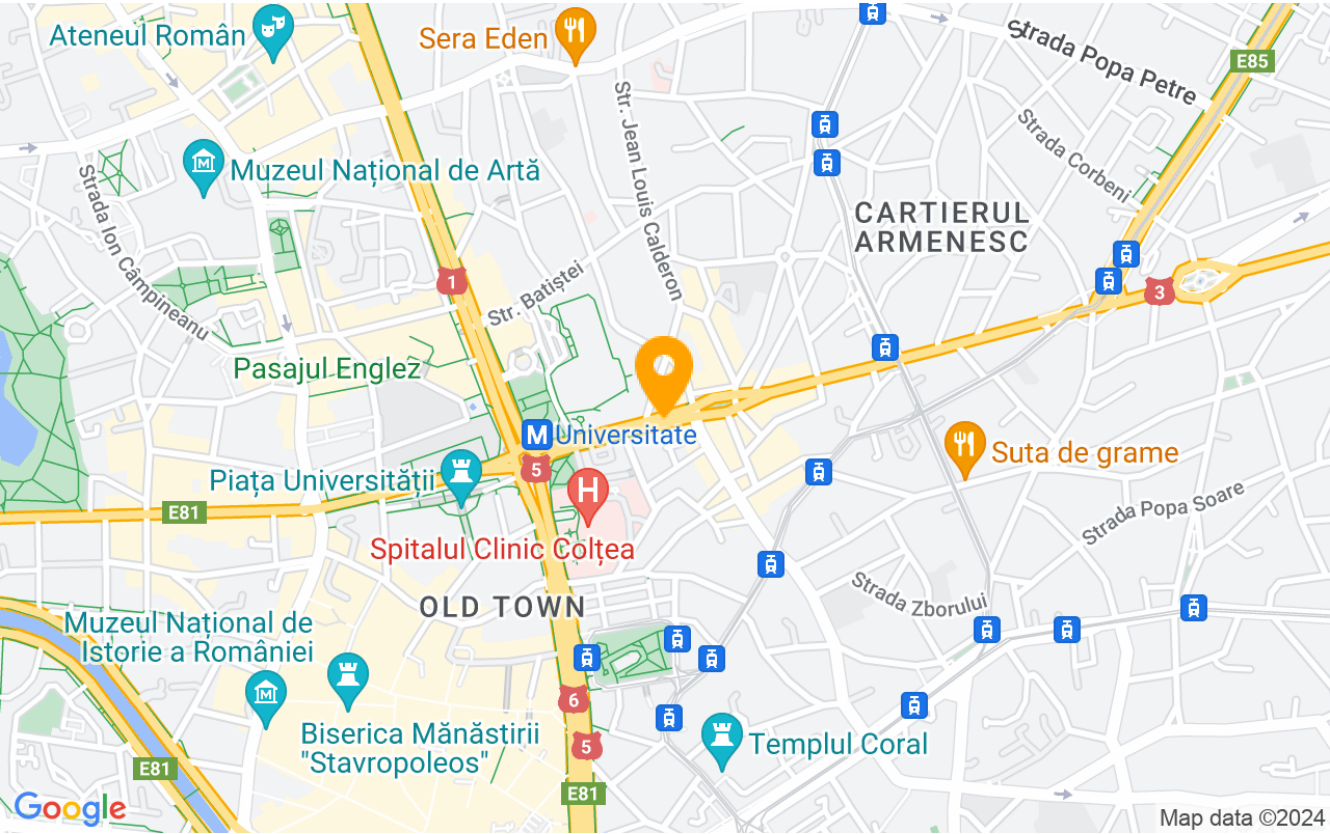 Ateneul Român
Sera Eden
Strada Popa Petre
E85
Str. Jean Louis Calderon
Strada Corbeni
Muzeul Național de Artă
Strada Ion Câmpineanu
CARTIERUL
ARMENESC
1
3
Str. Batiștei
Pasajul Englez
M
Universitate
Suta de grame
5
Piața Universității
H
E81
Strada Popa Soare
Spitalul Clinic Colțea
Strada Zborului
OLD TOWN
Muzeul Național de
Istorie a României
6
Biserica Mănăstirii
"Stavropoleos"
5
Templul Coral
E81
E81
Google
Map data ©2024